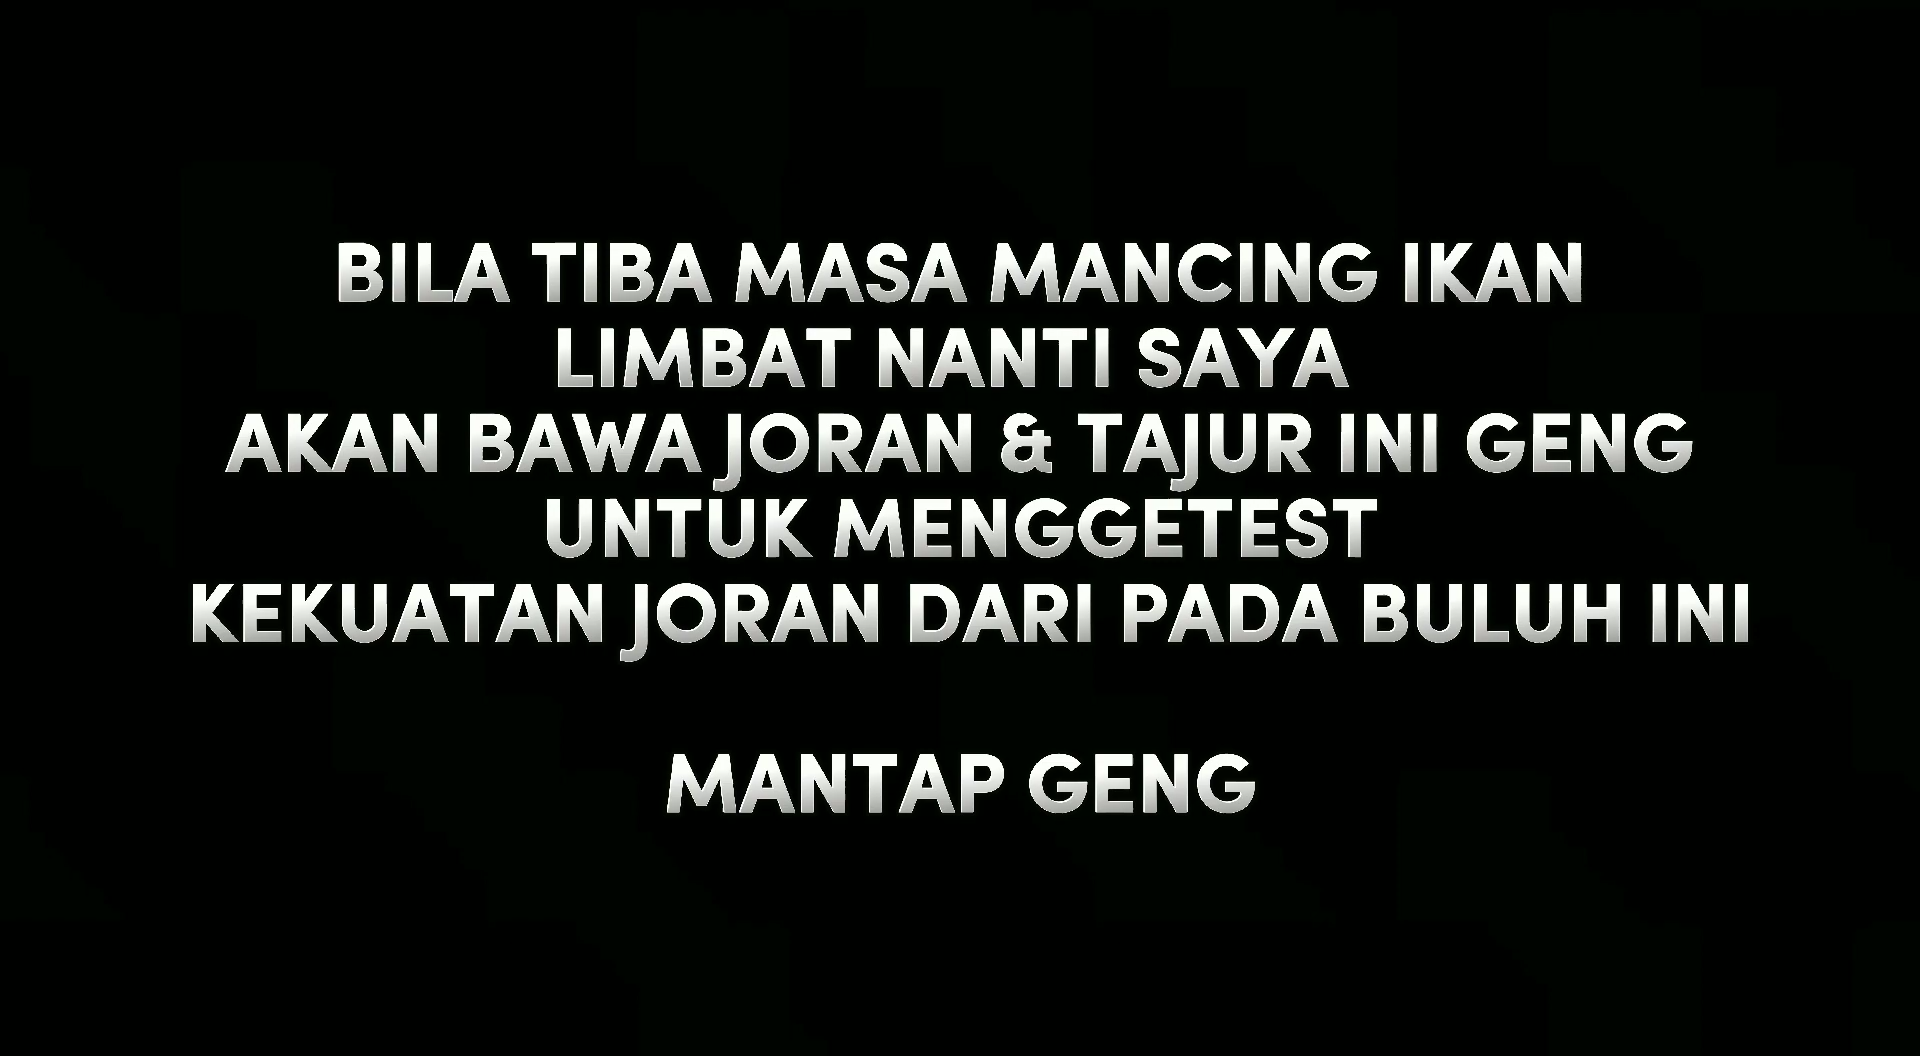 BILA TIBA MASA MANCING IKAN
LIMBAT NANTI SAYA
AKAN BAWA JORAN & TAJUR INI GENG
UNTUK MENGGETEST
KEKUATAN JORAN DARI PADA BULUH INI
MANTAP GENG